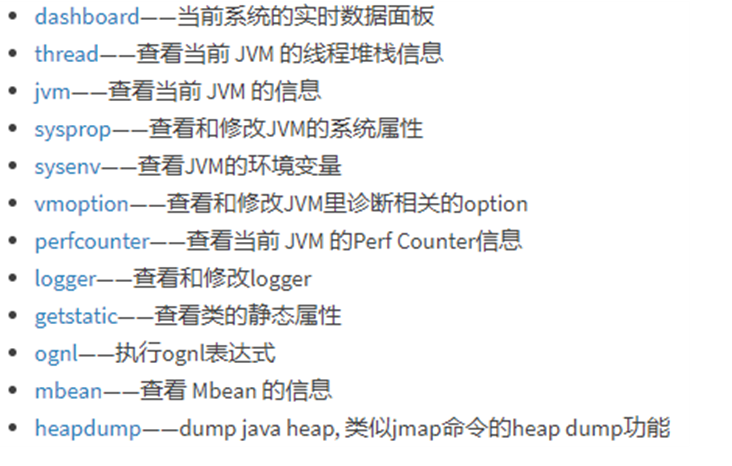 dashboard——当前系统的实时数据面板
thread——查看当前 JVM 的线程堆栈信息
jvm——查看当前 JVM 的信息
sysprop——查看和修改JVM的系统属性
sysenv——查看JVM的环境变量
vmoption——查看和修改JVM里诊断相关的option
perfcounter——查看当前 JVM 的Perf Counter信息
logger——查看和修改logger
getstatic——查看类的静态属性
ognl——执行ognl表达式
mbean——查看 Mbean 的信息
heapdump——dump java heap, 类似jmap命令的heap dump功能